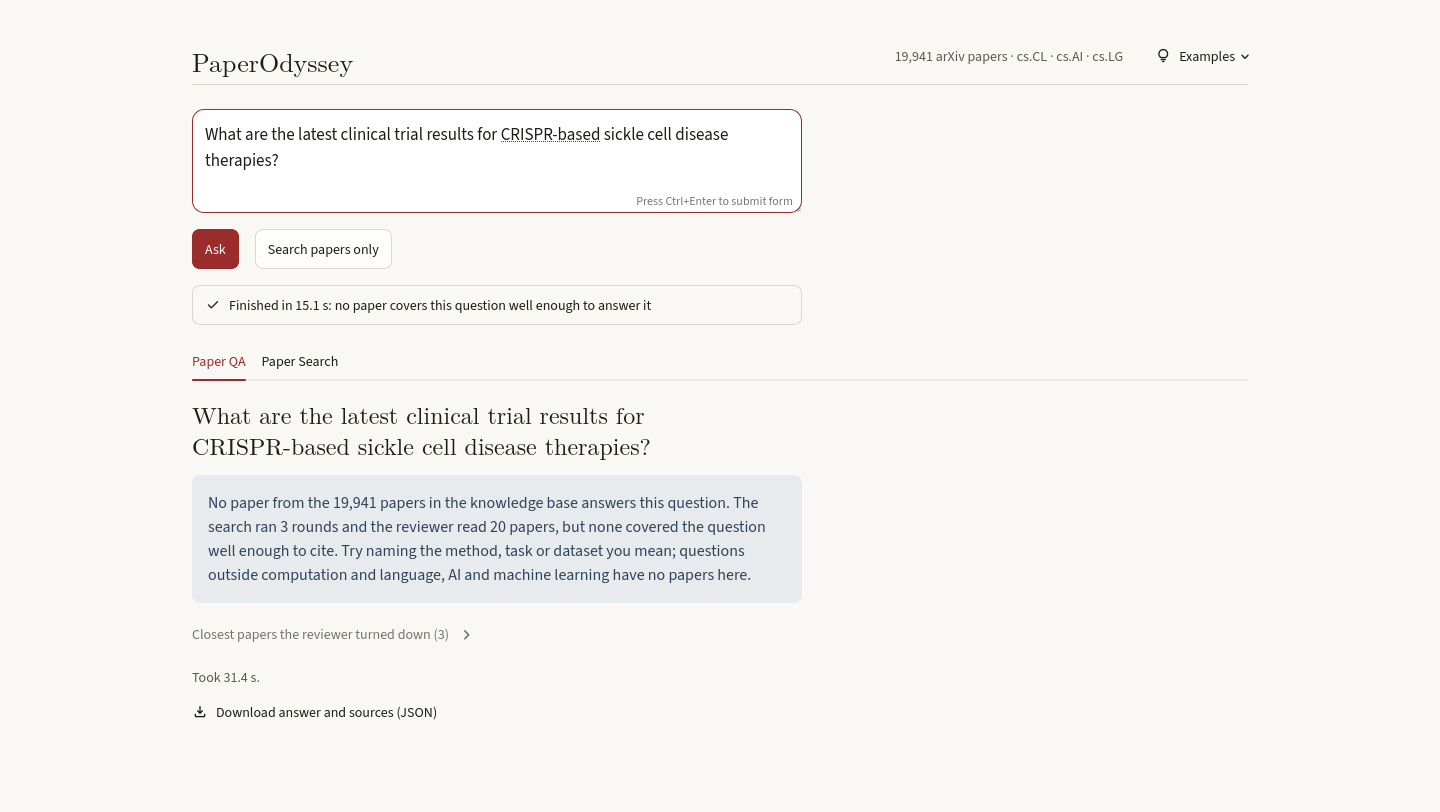 PaperOdyssey
19,941 arXiv papers · cs.CL · cs.AI · cs.LG
Examples
What are the latest clinical trial results for CRISPR-based sickle cell disease
therapies?
Press Ctrl+Enter to submit form
Ask
Search papers only
Finished in 15.1 s: no paper covers this question well enough to answer it
Paper QA
Paper Search
What are the latest clinical trial results for
CRISPR-based sickle cell disease therapies?
No paper from the 19,941 papers in the knowledge base answers this question. The
search ran 3 rounds and the reviewer read 20 papers, but none covered the question
well enough to cite. Try naming the method, task or dataset you mean; questions
outside computation and language, AI and machine learning have no papers here.
Closest papers the reviewer turned down (3)
Took 31.4 s.
Download answer and sources (JSON)